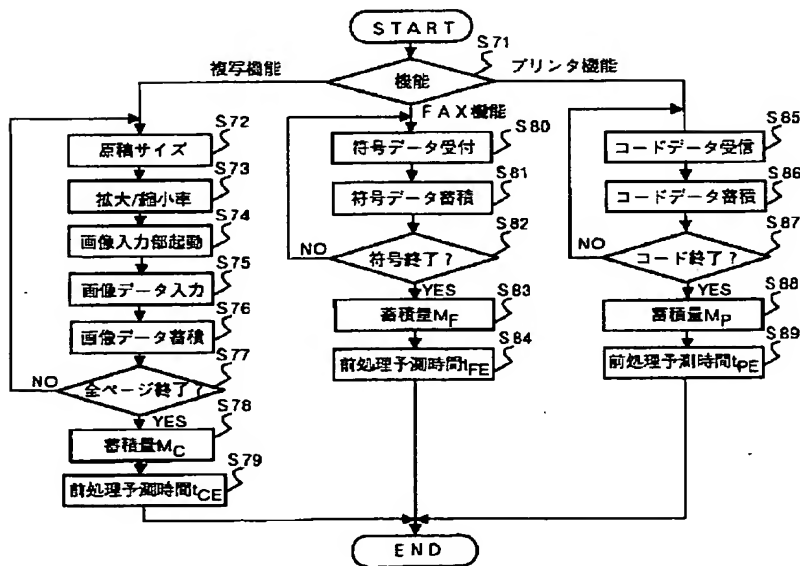 START
S71
機能
複写機能
FAX機能
プリンタ機能
S72
原稿サイズ
S73
拡大/縮小率
S74
画像入力部起動
S75
画像データ入力
S76
画像データ蓄積
S77
全ページ終了?
NO
YES
S78
蓄積量MC
S79
前処理予測時間tCE
S80
符号データ受付
S81
符号データ蓄積
S82
符号終了?
NO
YES
S83
蓄積量MF
S84
前処理予測時間tFE
S85
コードデータ受信
S86
コードデータ蓄積
S87
コード終了?
NO
YES
S88
蓄積量MP
S89
前処理予測時間tPE
END